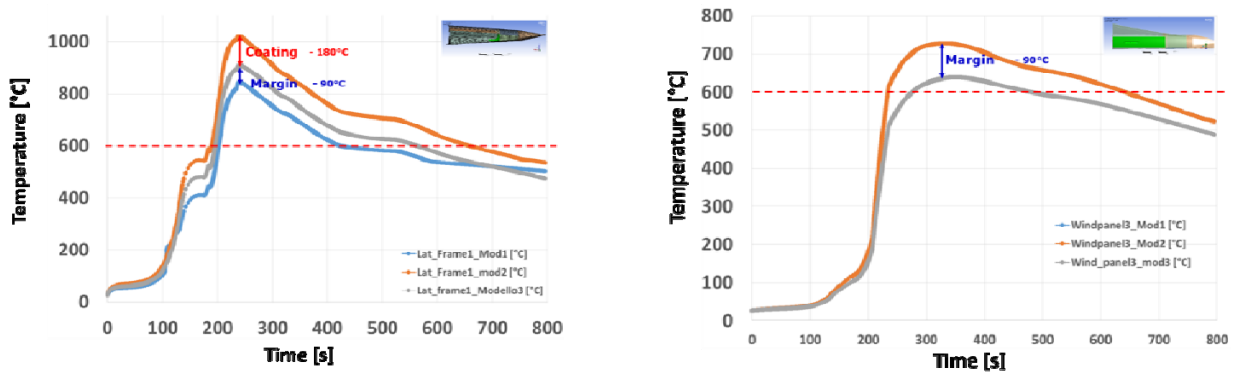 1000
800
600
400
200
0
Temperature [°C]
Coating - 180°C
Margin - 90°C
Lat_Frame1_Mod1 [°C]
Lat_Frame1_mod2 [°C]
Lat_frame1_Modello3 [°C]
0 100 200 300 400 500 600 700 800
Time [s]
800
700
600
500
400
300
200
100
0
Temperature [°C]
Margin - 90°C
Windpanel3_Mod1 [°C]
Windpanel3_Mod2 [°C]
Wind_panel3_mod3 [°C]
0 100 200 300 400 500 600 700 800
Time [s]